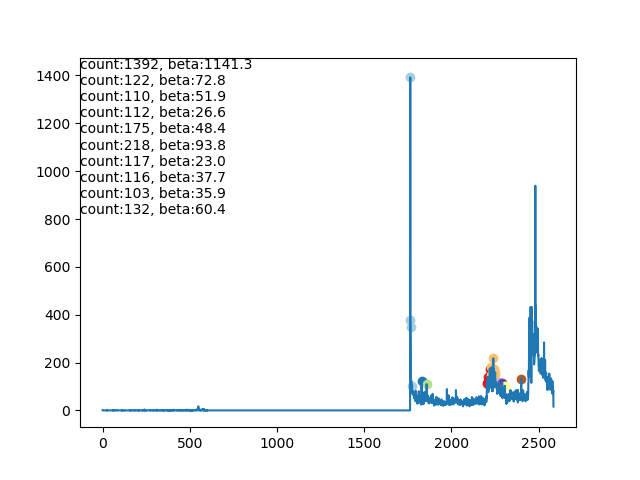 count:1392, beta:1141.3
count:122, beta:72.8
count:110, beta:51.9
count:112, beta:26.6
count:175, beta:48.4
count:218, beta:93.8
count:117, beta:23.0
count:116, beta:37.7
count:103, beta:35.9
count:132, beta:60.4
1400
1200
1000
800
600
400
200
0
0 500 1000 1500 2000 2500